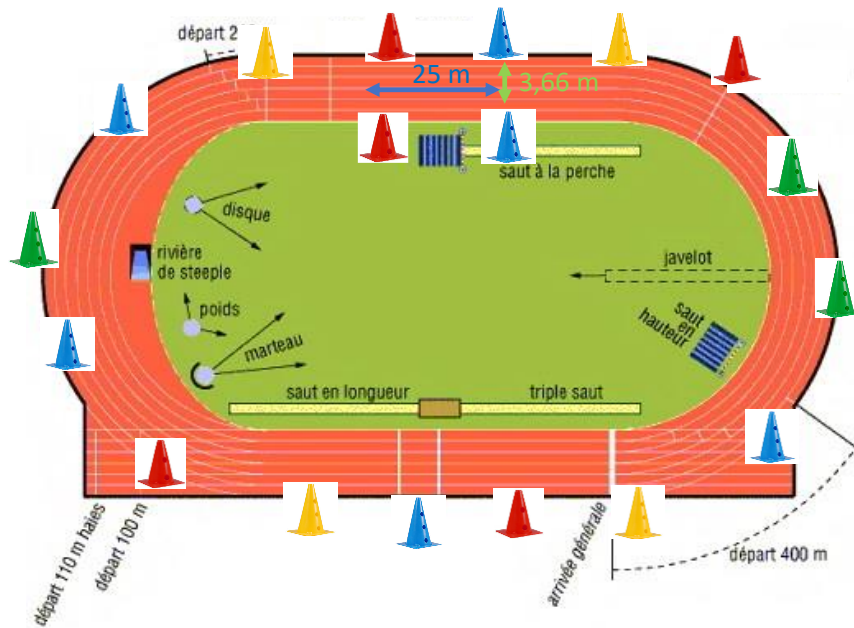 départ 2
25 m
3,66 m
saut à la perche
disque
rivière
de steeple
javelot
poids
saut
en
hauteur
marteau
saut en longueur
triple saut
départ 110 m haies
départ 100 m
arrivée générale
départ 400 m